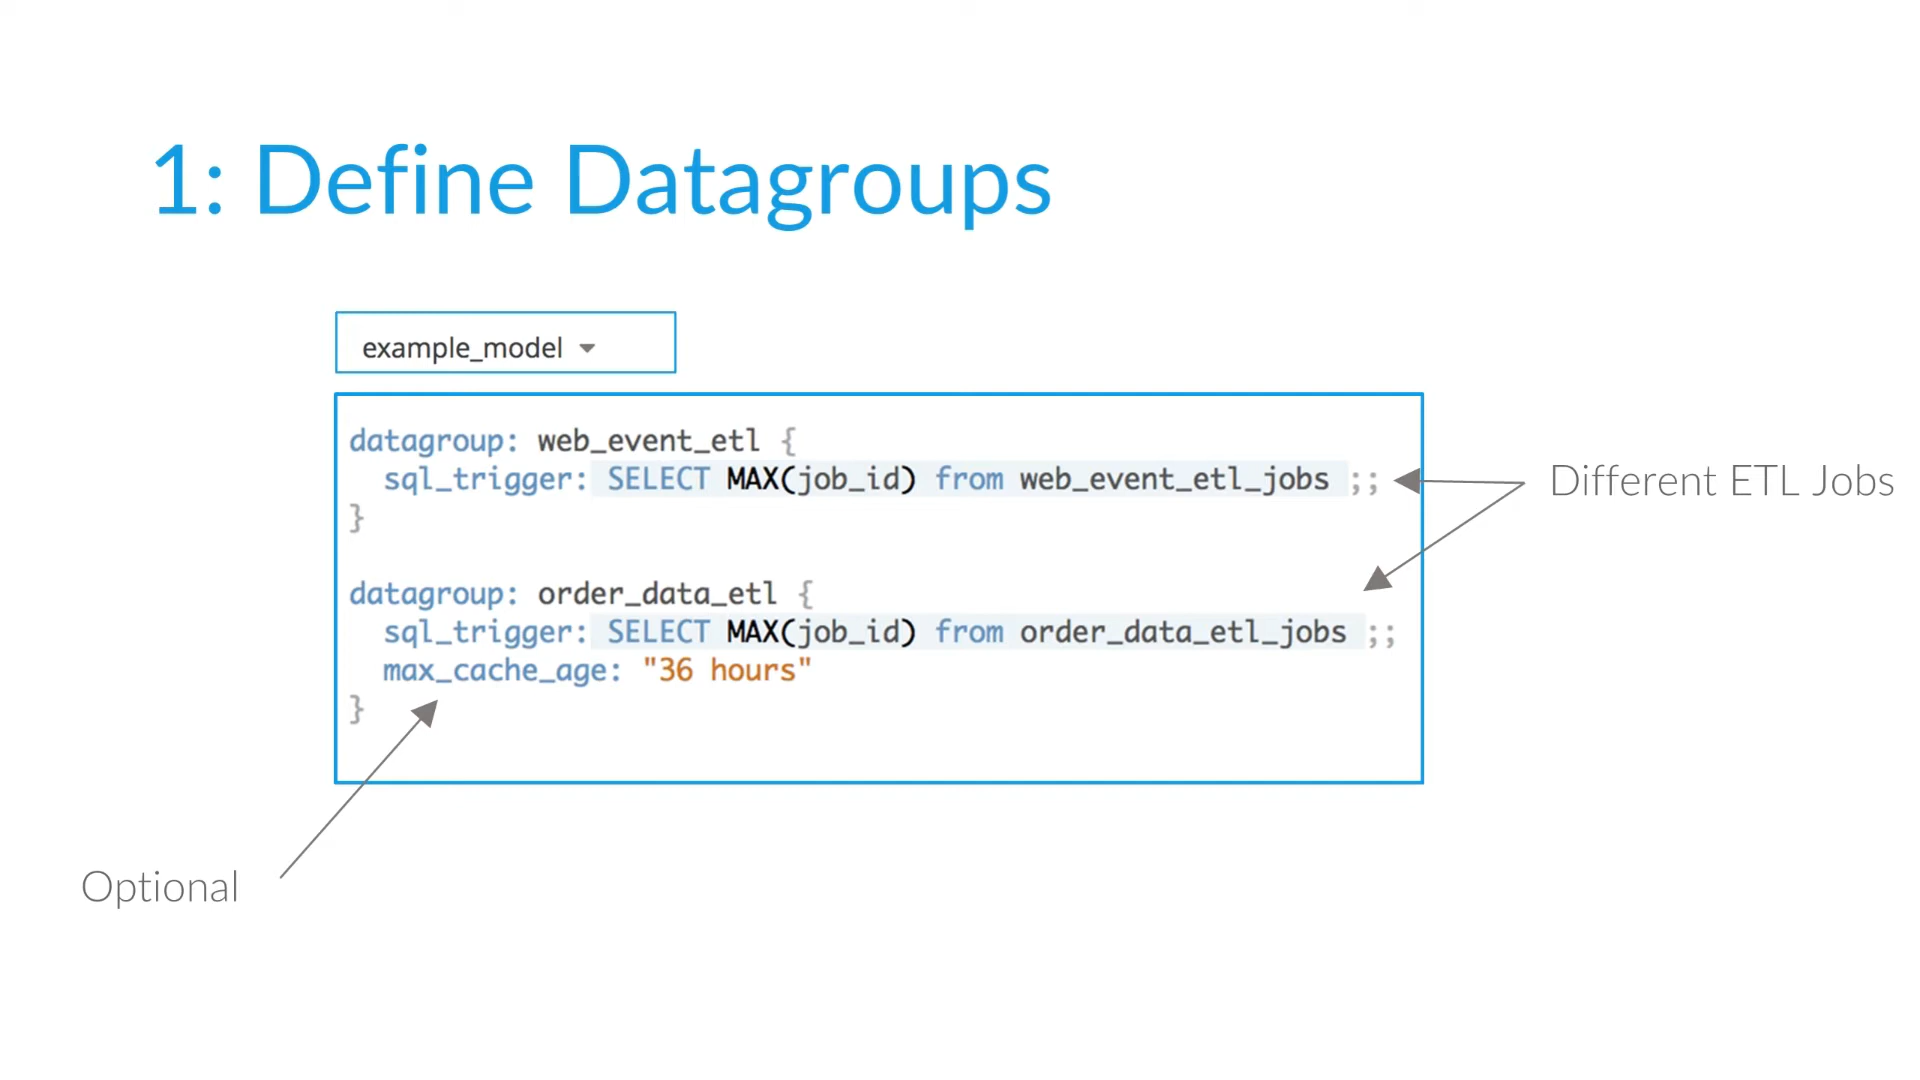 1: Define Datagroups
example_model
datagroup: web_event_etl {
sql_trigger: SELECT MAX(job_id) from web_event_etl_jobs ;;
}
Different ETL Jobs
datagroup: order_data_etl {
sql_trigger: SELECT MAX(job_id) from order_data_etl_jobs ;;
max_cache_age: "36 hours"
}
Optional